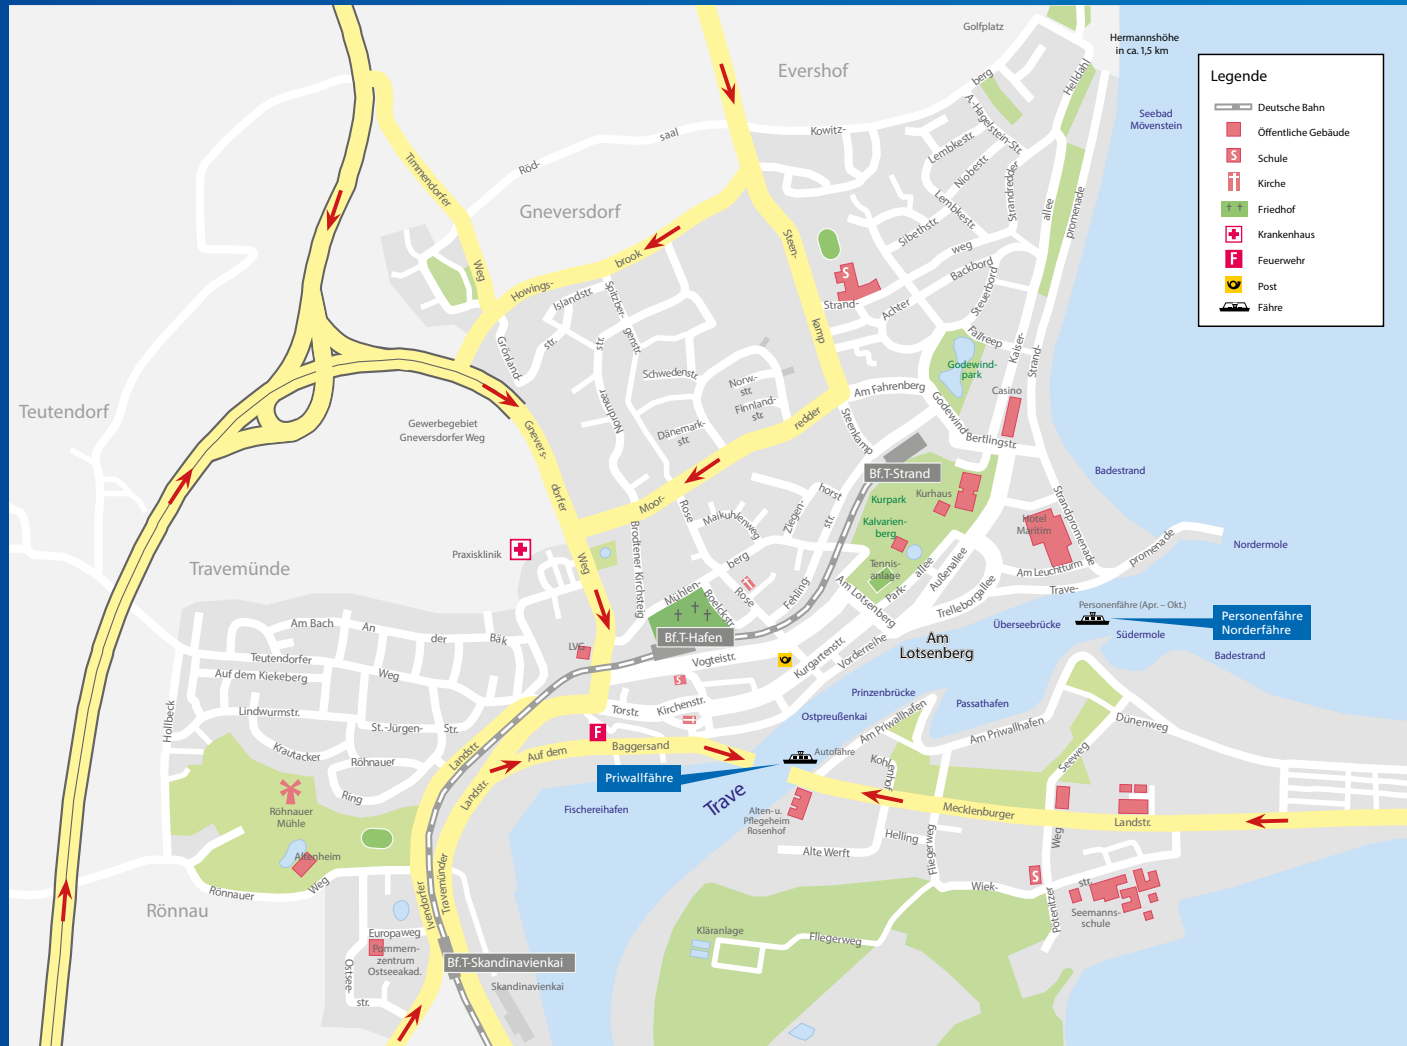 Golfplatz
Hermannshöhe
in ca. 1,5 km
Evershof
Legende
Deutsche Bahn
Öffentliche Gebäude
S
Schule
Kirche
Friedhof
Krankenhaus
F
Feuerwehr
Post
Fähre
Seebad
Mövenstein
Helldahl
berg
A.-Hagelstein-Str.
Kowitz-
saal
Röd-
Lembkestr.
Niobestr.
Strandredder
allee
promenade
Timmendorfer
Weg
Gneversdorf
Lembkestr.
Sibethstr.
weg
Steen-
kamp
brook
Howings-
Backbord
Steuerbord
Achter
Strand-
S
Islandstr.
Spitzber-
genstr.
Fallreep
Kaiser-
Strand-
Grönland-
str.
str.
Nordmeer
Schwedenstr.
Norw.-
str.
Finnland-
str.
Godewind-
park
Casino
Am Fahrenberg
Godewind
Teutendorf
Gewerbegebiet
Gneversdorfer Weg
Gnevers-
dorfer
Weg
Dänemark-
str.
redder
Moor-
Steenkamp
Bertlingstr.
Bf.T-Strand
Badestrand
Kurpark
Kurhaus
Kalvarien-
berg
Strandpromenade
Hotel
Maritim
horst
Ziegen-
str.
Rose
Maikuhlenweg
berg
Brodtener Kirchsteig
Praxisklinik
Travemünde
Tennis-
anlage
allee
Park-
Außenallee
Am Leuchtturm
promenade
Trave-
Nordermole
Mühlen-
Boelckstr.
Rose
Fehling-
Am Lotsenberg
Trelleborgallee
Personenfähre (Apr. – Okt.)
Personenfähre
Norderfähre
Überseebrücke
Südermole
Badestrand
Am Bach
An
der
Bäk
LVG
Bf.T-Hafen
Am
Lotsenberg
Teutendorfer
Weg
Auf dem Kiekeberg
Vogteistr.
Kurgartenstr.
Vorderreihe
S
Prinzenbrücke
Passathafen
Lindwurmstr.
St.-Jürgen-
Str.
Torstr.
Kirchenstr.
Ostpreußenkai
Am Priwallhafen
Am Priwallhafen
Dünenweg
Hollbeck
Krautacker
Röhnauer
Ring
Landstr.
Landstr.
F
Auf dem
Baggersand
Autofähre
Kohl
enhof
Seeweg
Priwallfähre
Trave
Fischereihafen
Röhnauer
Mühle
Alten- u.
Pflegeheim
Rosenhof
Mecklenburger
Landstr.
Helling
Alte Werft
Fliegerweg
Weg
Altenheim
Rönnauer
Weg
Rönnau
Ivendorfer
Travemünder
S
Wiek-
str.
Potenitzer
Seemanns-
schule
Kläranlage
Fliegerweg
Europaweg
Pommern-
zentrum
Ostseeakad.
Ostsee-
str.
Bf.T-Skandinavienkai
Skandinavienkai